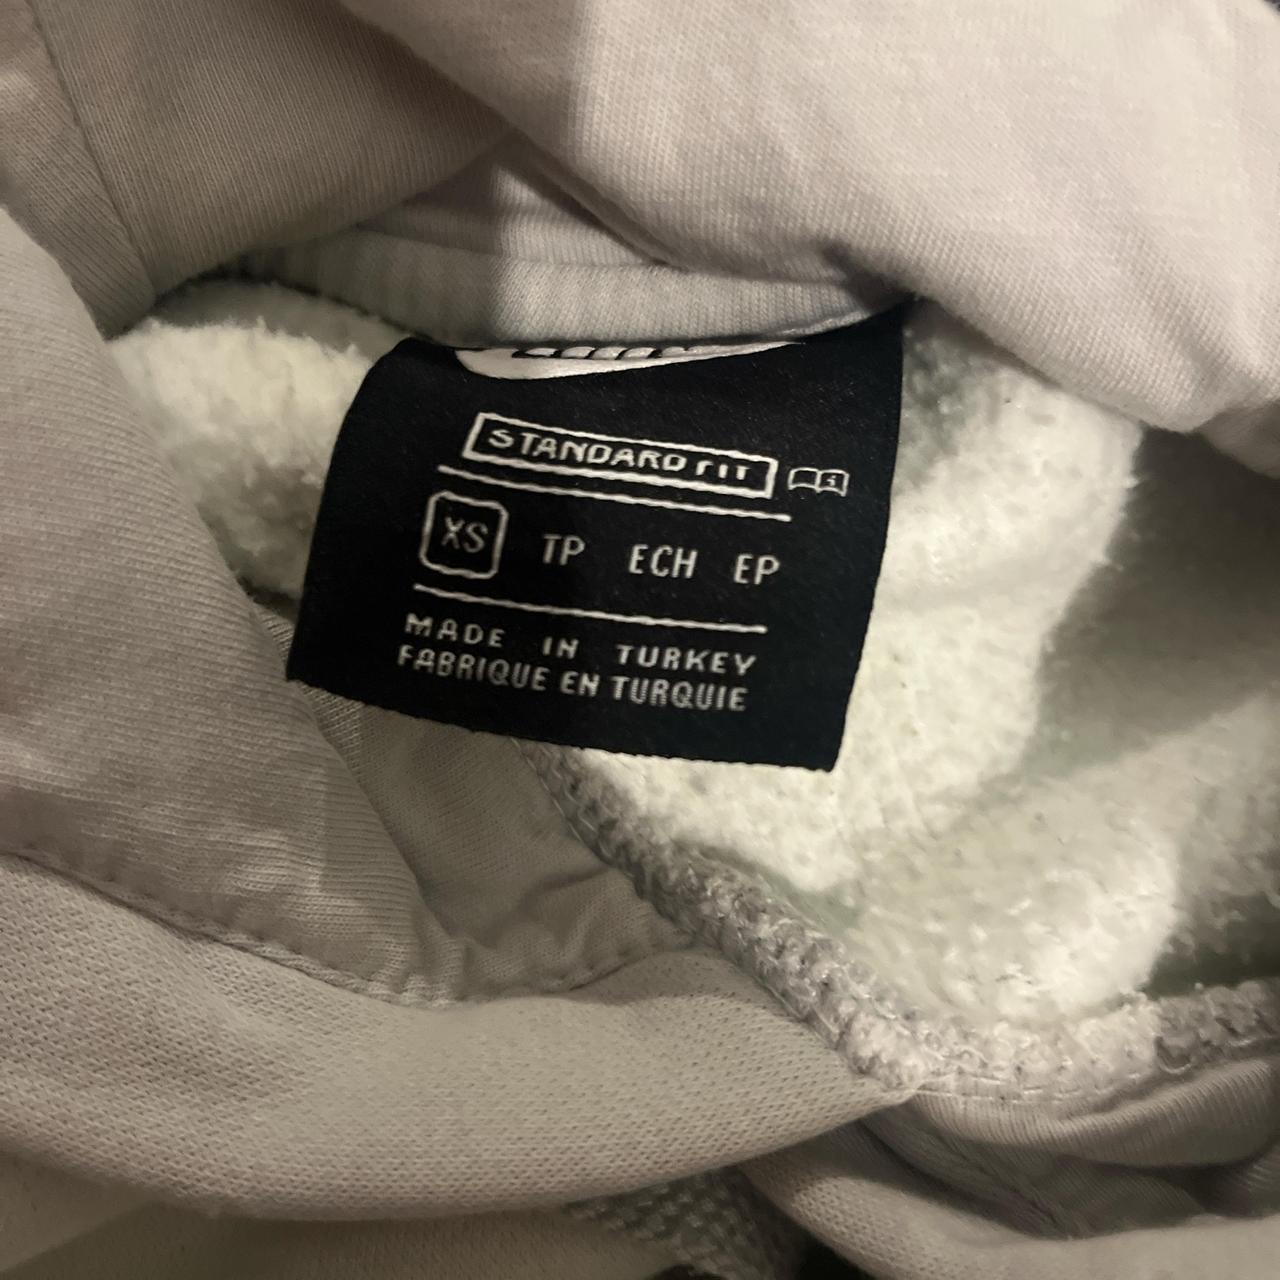 STANDARD FIT
XS TP ECH EP
MADE IN TURKEY
FABRIQUE EN TURQUIE